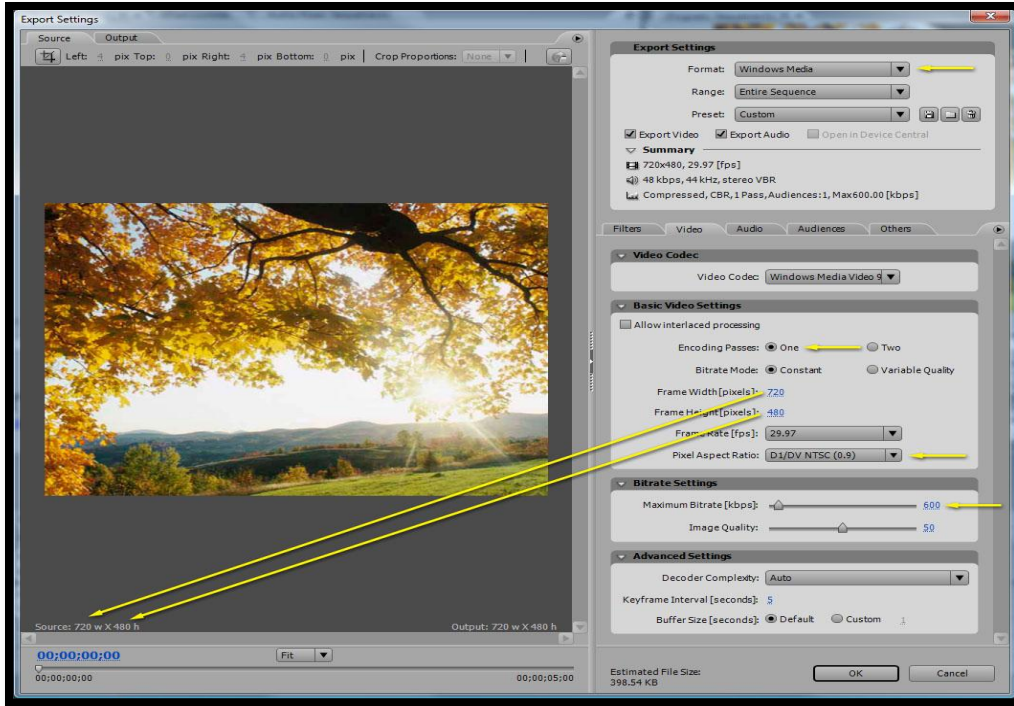 Export Settings
Source Output
Left: 4 pix Top: 0 pix Right: 4 pix Bottom: 0 pix Crop Proportions: None
Source: 720 w X 480 h Output: 720 w X 480 h
00;00;00;00 Fit
00;00;00;00 00;00;05;00
Export Settings
Format: Windows Media
Range: Entire Sequence
Preset: Custom
Export Video Export Audio Open in Device Central
Summary
720x480, 29.97 [fps]
48 kbps, 44 kHz, stereo VBR
Compressed, CBR, 1 Pass, Audiences: 1, Max600.00 [kbps]
Filters Video Audio Audiences Others
Video Codec
Video Codec: Windows Media Video 9
Basic Video Settings
Allow interlaced processing
Encoding Passes: One Two
Bitrate Mode: Constant Variable Quality
Frame Width [pixels]: 720
Frame Height [pixels]: 480
Frame Rate [fps]: 29.97
Pixel Aspect Ratio: D1/DV NTSC (0.9)
Bitrate Settings
Maximum Bitrate [kbps]: 600
Image Quality: 50
Advanced Settings
Decoder Complexity: Auto
Keyframe Interval [seconds]: 5
Buffer Size [seconds]: Default Custom 1
Estimated File Size:
398.54 KB
OK Cancel